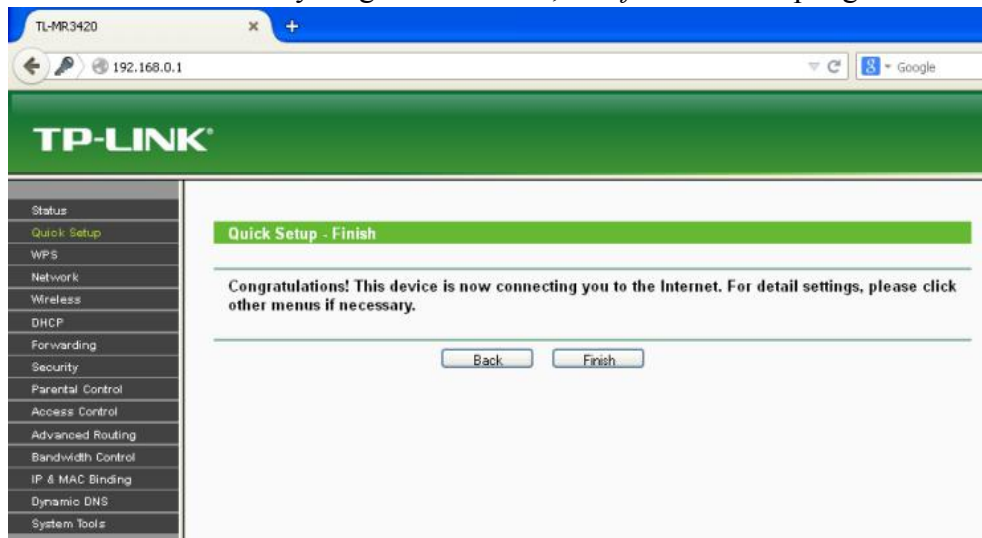 TL-MR3420
192.168.0.1
Google
TP-LINK®
Status
Quick Setup
WPS
Network
Wireless
DHCP
Forwarding
Security
Parental Control
Access Control
Advanced Routing
Bandwidth Control
IP & MAC Binding
Dynamic DNS
System Tools
Quick Setup - Finish
Congratulations! This device is now connecting you to the Internet. For detail settings, please click
other menus if necessary.
Back Finish